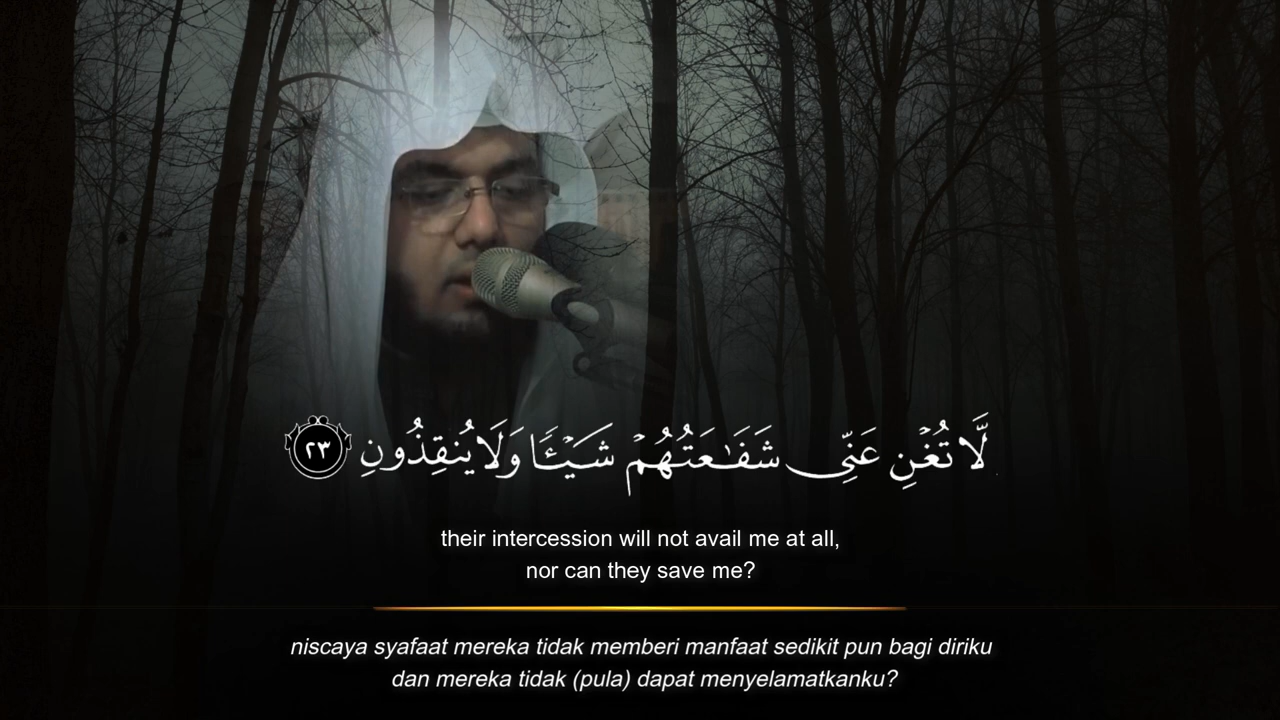 لَّا تُغْنِ عَنِّى شَفَـٰعَتُهُمْ شَيْـًٔا وَلَا يُنقِذُونِ ٢٣
their intercession will not avail me at all,
nor can they save me?
niscaya syafaat mereka tidak memberi manfaat sedikit pun bagi diriku
dan mereka tidak (pula) dapat menyelamatkanku?